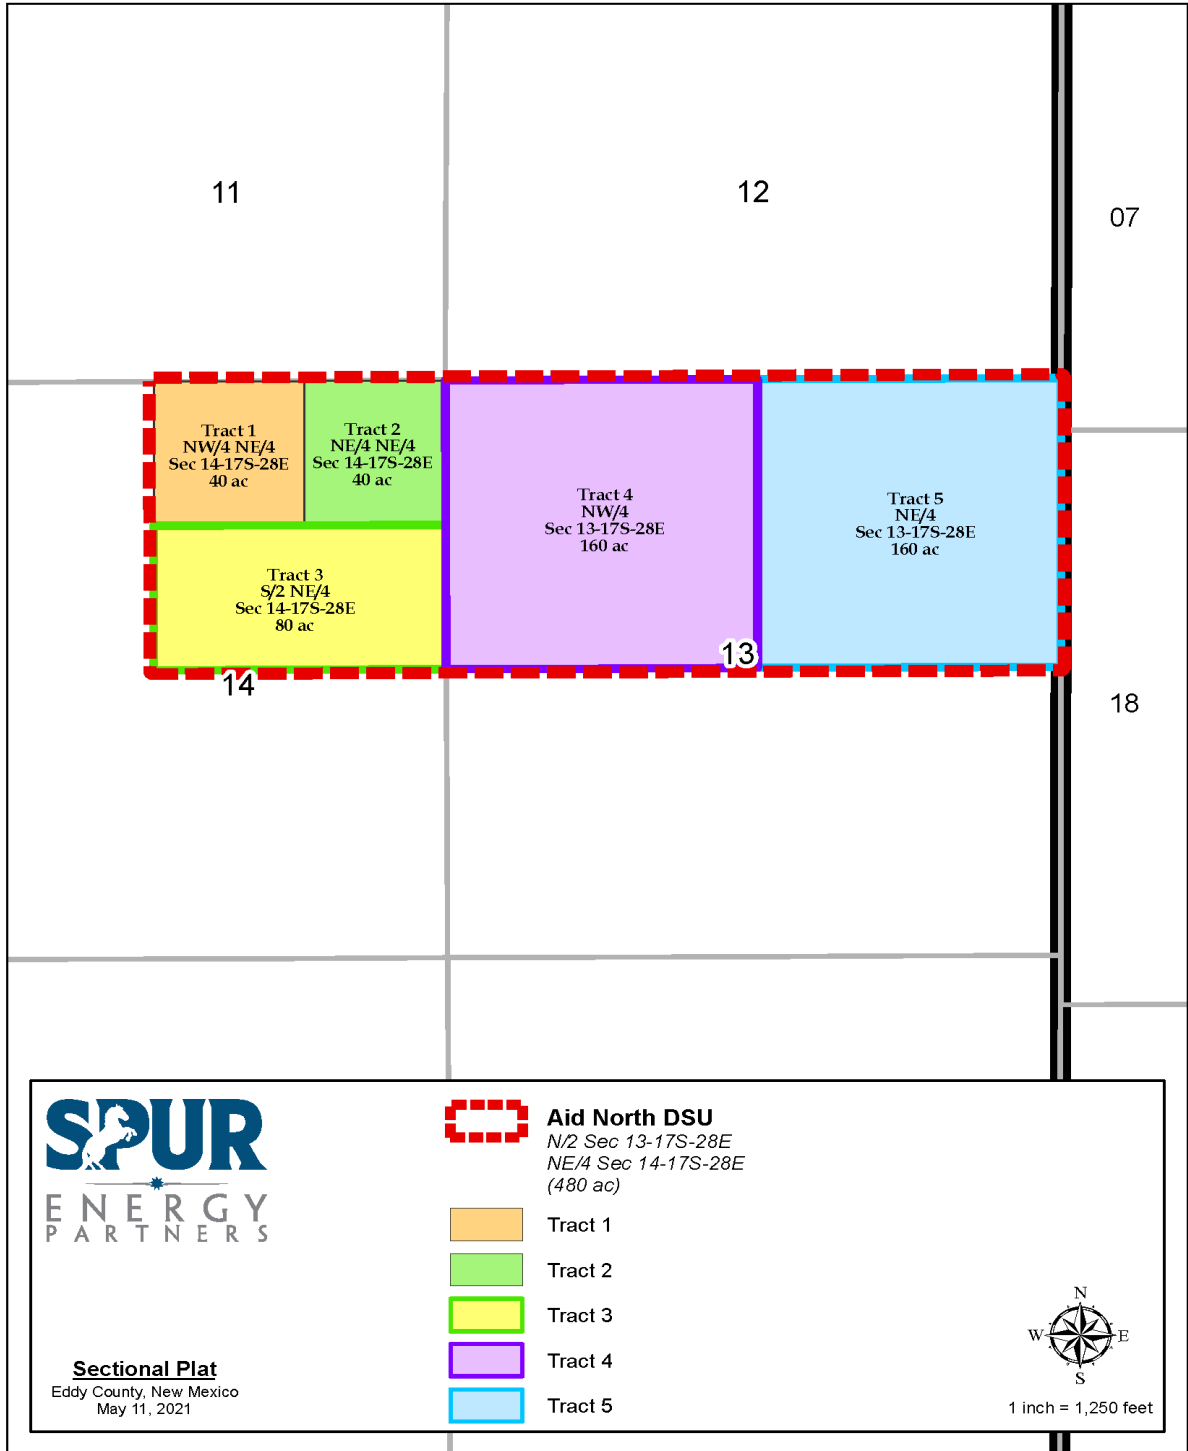 11
12
07
Tract 1
NW/4 NE/4
Sec 14-17S-28E
40 ac
Tract 2
NE/4 NE/4
Sec 14-17S-28E
40 ac
Tract 3
S/2 NE/4
Sec 14-17S-28E
80 ac
Tract 4
NW/4
Sec 13-17S-28E
160 ac
Tract 5
NE/4
Sec 13-17S-28E
160 ac
13
14
18
SPUR
ENERGY
PARTNERS
Sectional Plat
Eddy County, New Mexico
May 11, 2021
Aid North DSU
N/2 Sec 13-17S-28E
NE/4 Sec 14-17S-28E
(480 ac)
Tract 1
Tract 2
Tract 3
Tract 4
Tract 5
N
W
E
S
1 inch = 1,250 feet